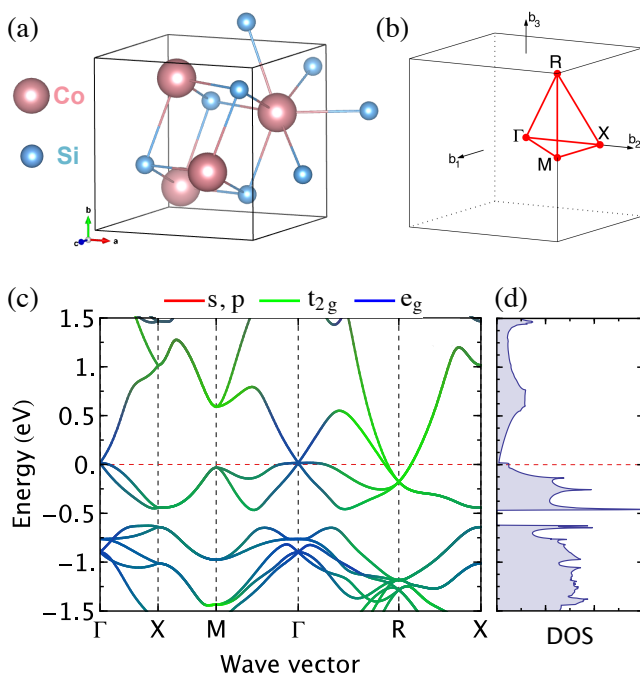 (a)
Co
Si
b
c
a
(b)
b3
R
Γ
X
b2
b1
M
(c)
s, p
t2g
eg
(d)
1.5
1.0
0.5
0.
-0.5
-1.
-1.5
Energy (eV)
Γ
X
M
Γ
R
X
Wave vector
DOS